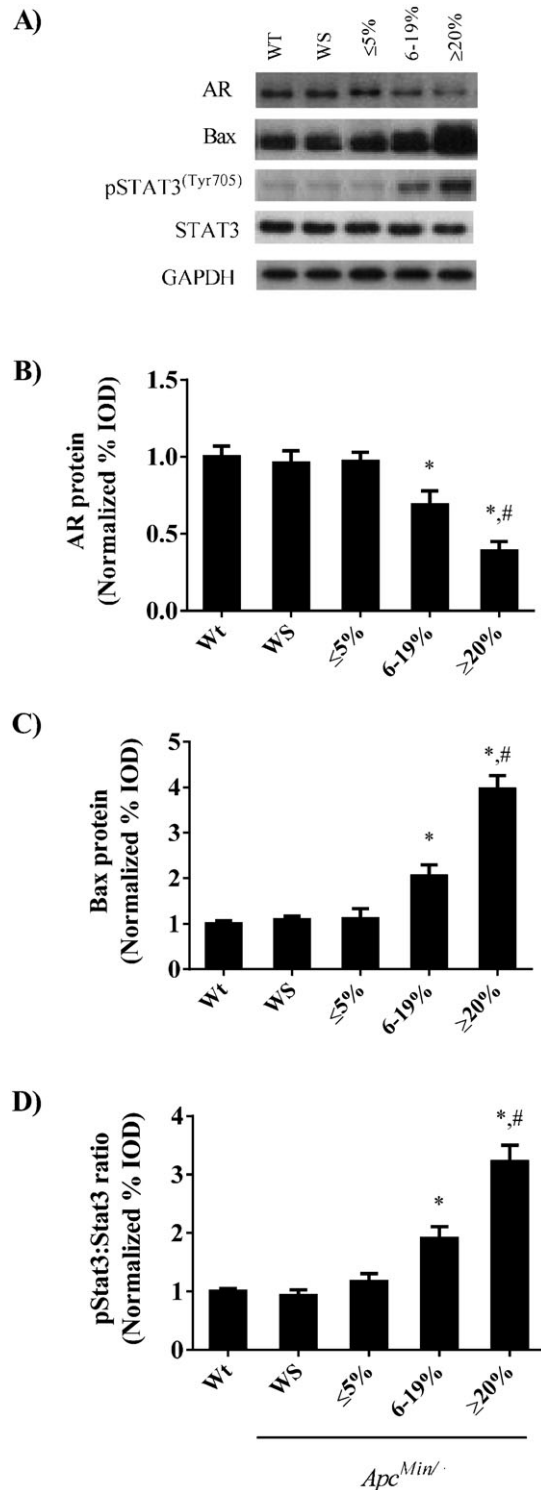 A)
WT WS ≤5% 6-19% ≥20%
AR
Bax
pSTAT3(Tyr705)
STAT3
GAPDH
B)
AR protein
(Normalized % IOD)
1.5
1.0
0.5
0.0
*
*,#
Wt WS ≤5% 6-19% ≥20%
C)
Bax protein
(Normalized % IOD)
5
4
3
2
1
0
*
*,#
Wt WS ≤5% 6-19% ≥20%
D)
pStat3:Stat3 ratio
(Normalized % IOD)
4
3
2
1
0
*
*,#
Wt WS ≤5% 6-19% ≥20%
Apc Min/